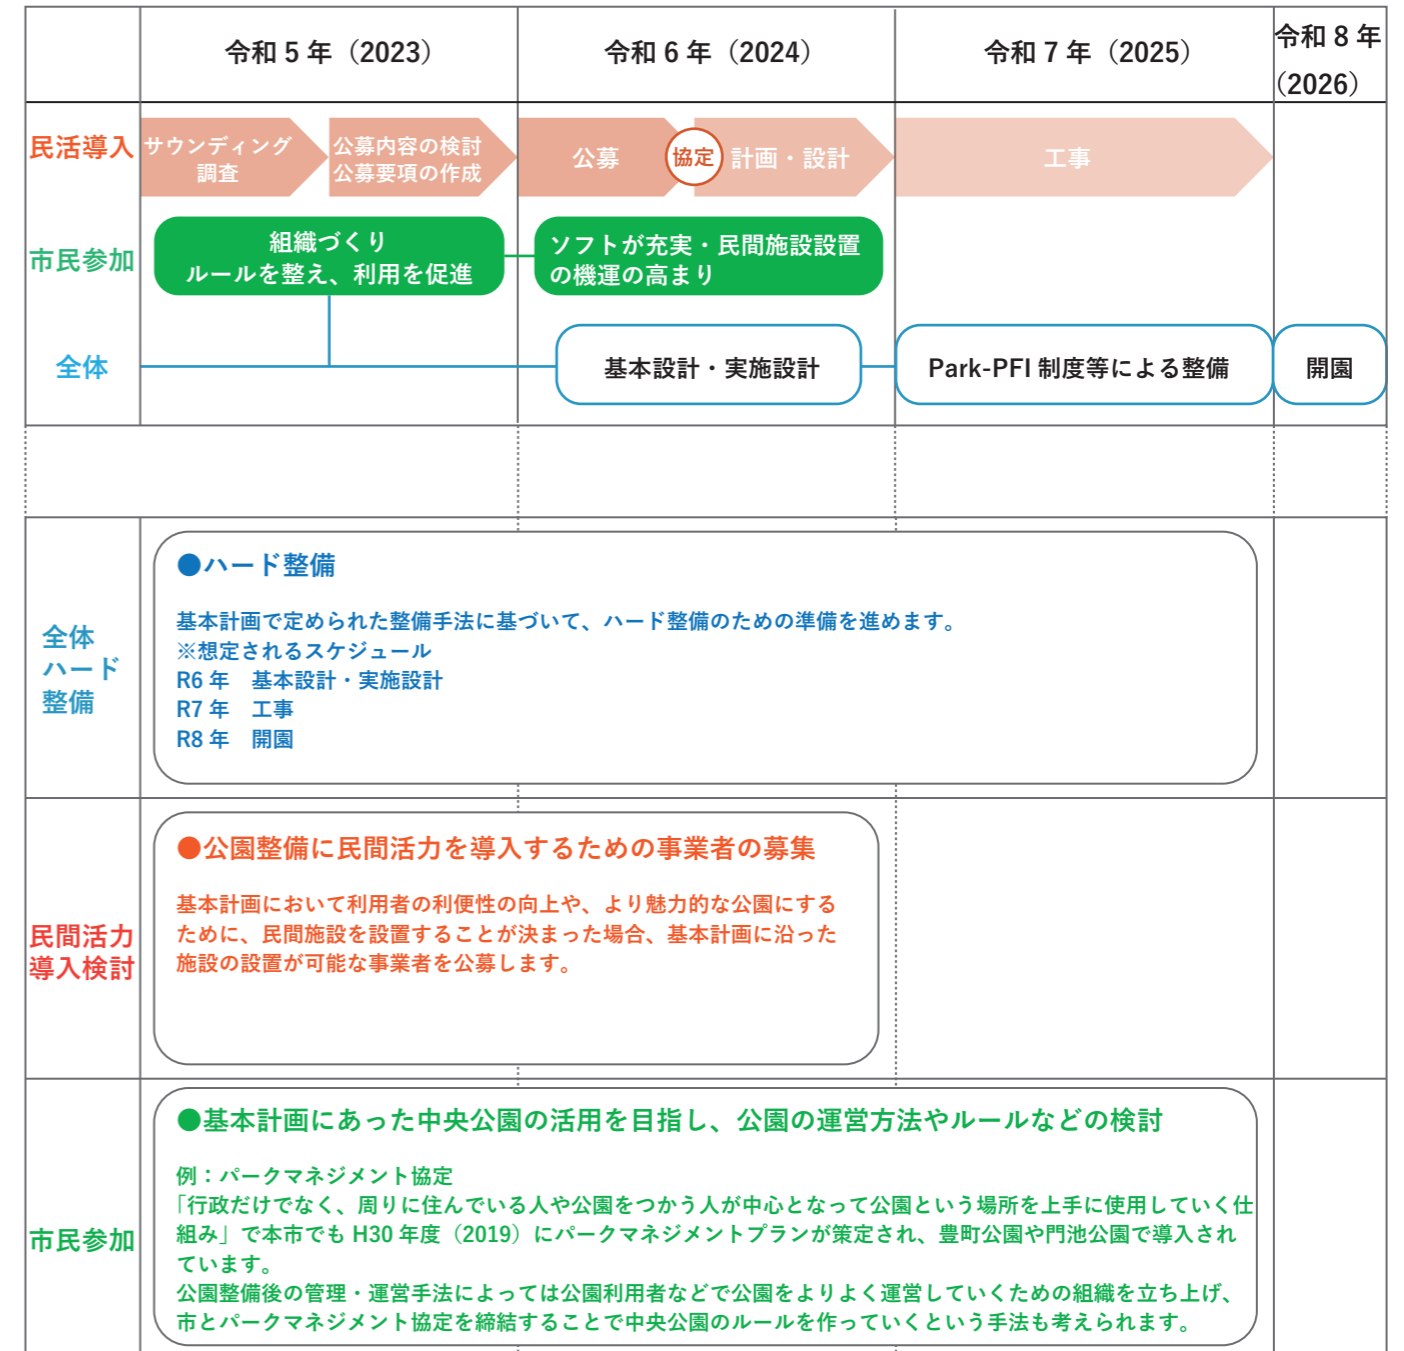 令和 5 年（2023）
令和 6 年（2024）
令和 7 年（2025）
令和 8 年
（2026）
民活導入
サウンディング
調査
公募内容の検討
公募要項の作成
公募
協定
計画・設計
工事
市民参加
組織づくり
ルールを整え、利用を促進
ソフトが充実・民間施設設置
の機運の高まり
全体
基本設計・実施設計
Park-PFI 制度等による整備
開園
全体
ハード
整備
●ハード整備
基本計画で定められた整備手法に基づいて、ハード整備のための準備を進めます。
※想定されるスケジュール
R6 年　基本設計・実施設計
R7 年　工事
R8 年　開園
民間活力
導入検討
●公園整備に民間活力を導入するための事業者の募集
基本計画において利用者の利便性の向上や、より魅力的な公園にする
ために、民間施設を設置することが決まった場合、基本計画に沿った
施設の設置が可能な事業者を公募します。
市民参加
●基本計画にあった中央公園の活用を目指し、公園の運営方法やルールなどの検討
例：パークマネジメント協定
「行政だけでなく、周りに住んでいる人や公園をつかう人が中心となって公園という場所を上手に使用していく仕
組み」で本市でも H30 年度（2019）にパークマネジメントプランが策定され、豊町公園や門池公園で導入され
ています。
公園整備後の管理・運営手法によっては公園利用者などで公園をよりよく運営していくための組織を立ち上げ、
市とパークマネジメント協定を締結することで中央公園のルールを作っていくという手法も考えられます。